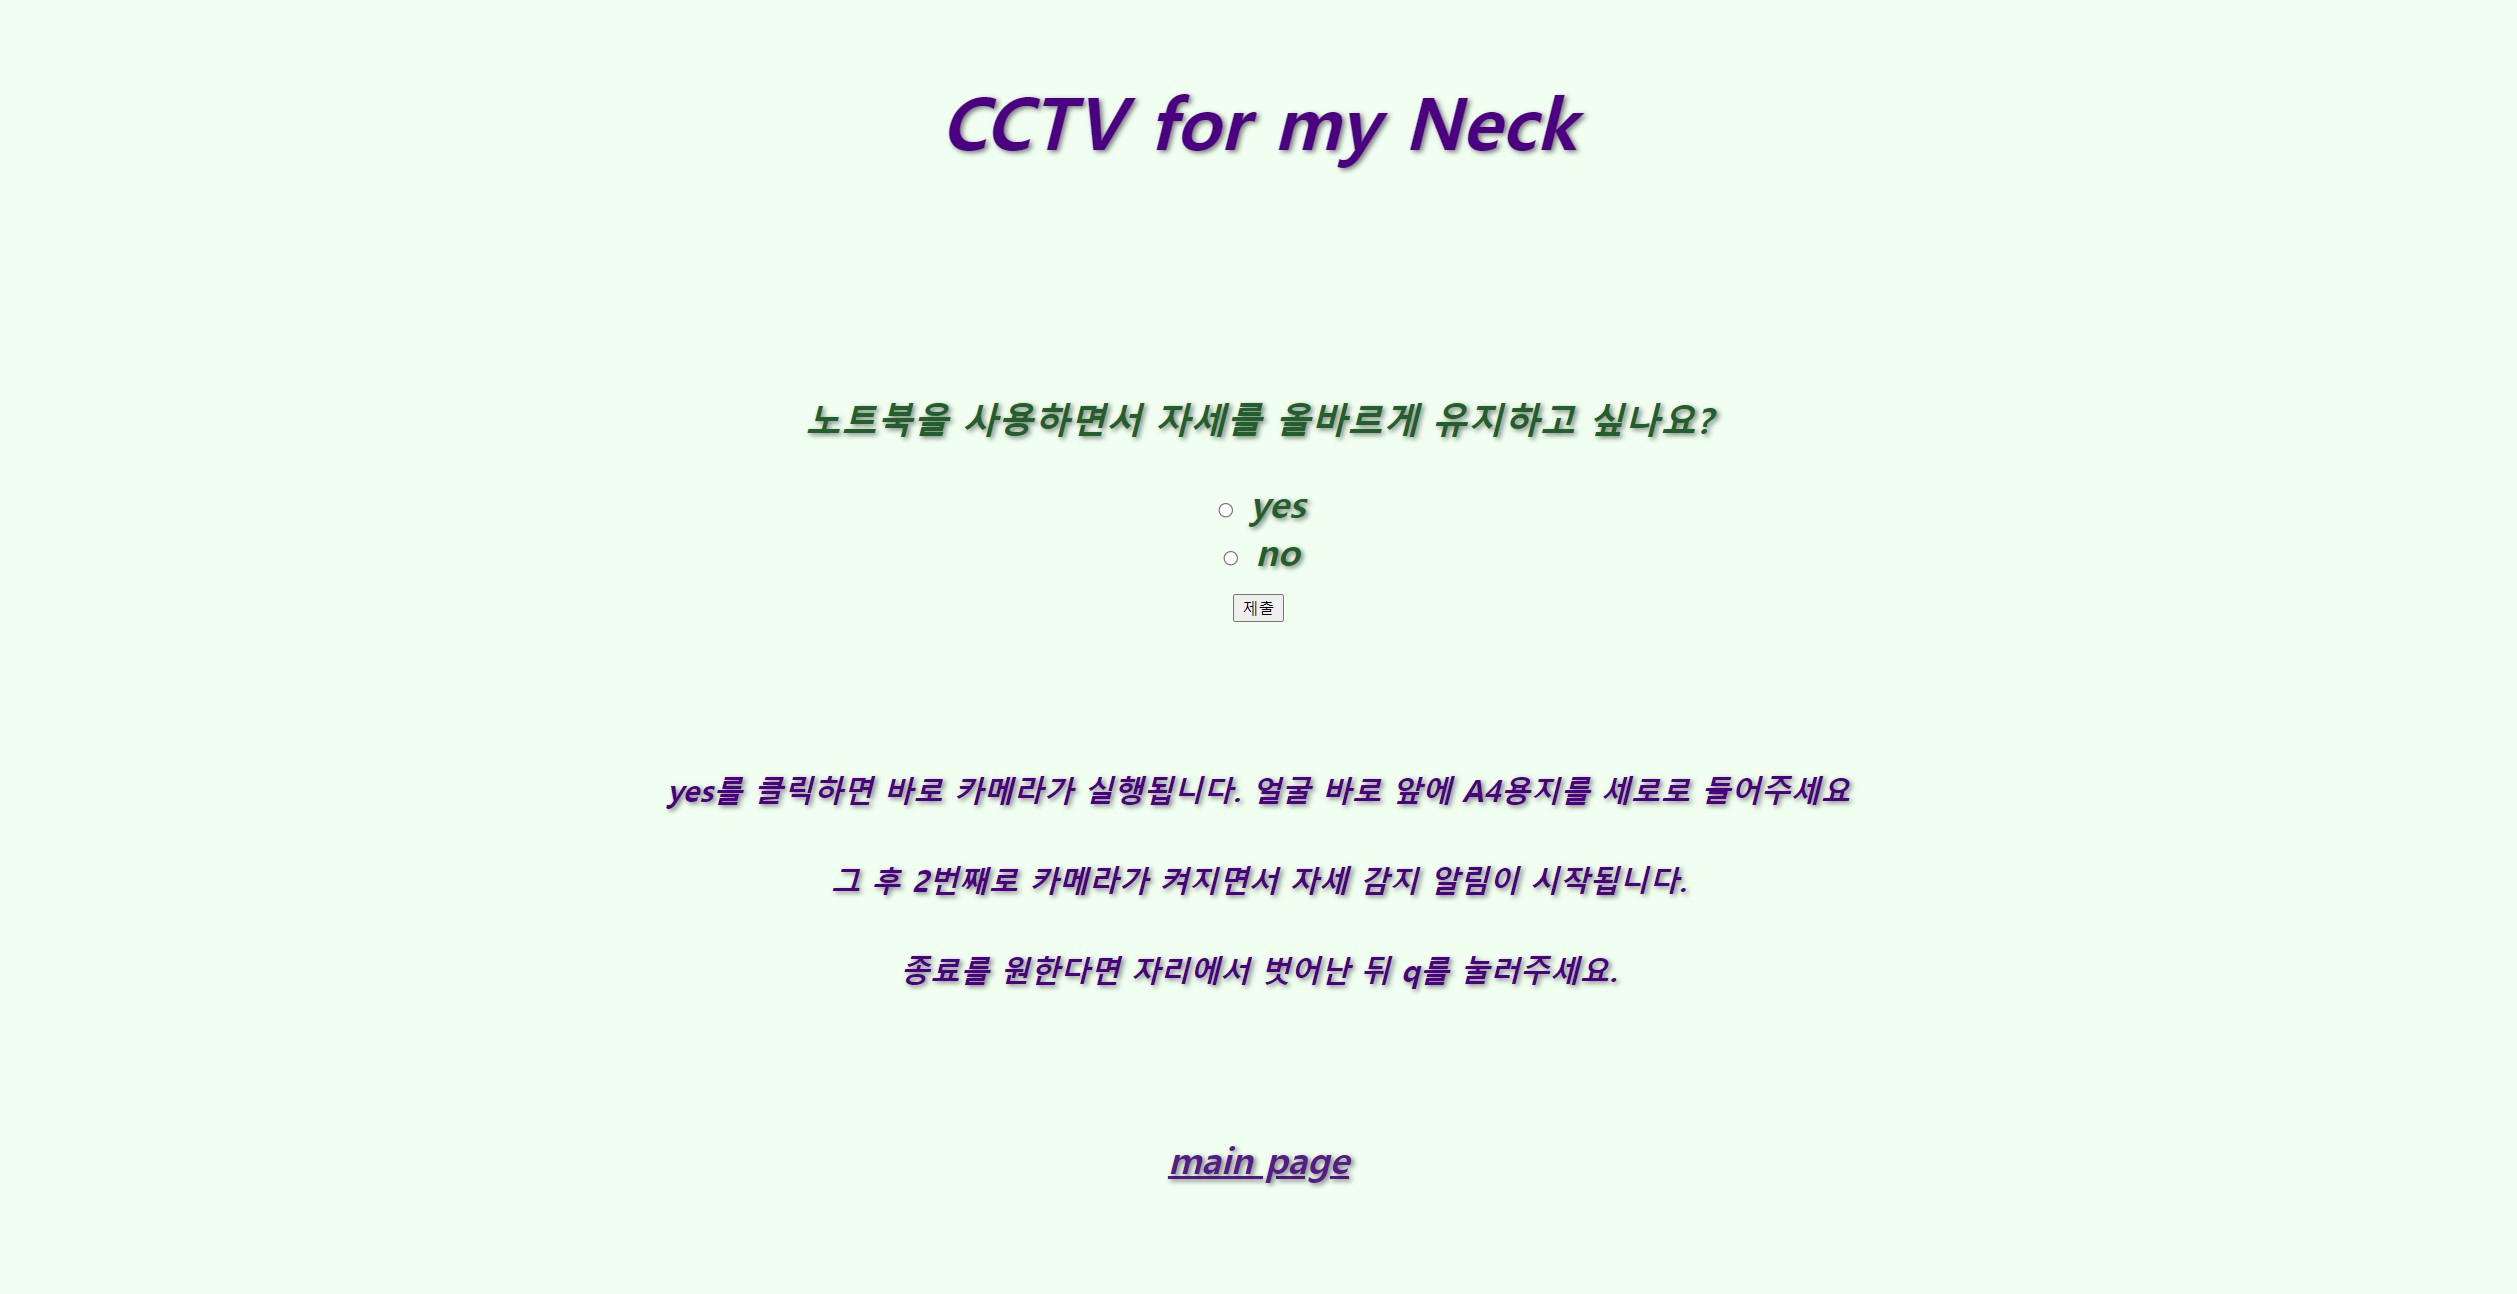 CCTV for my Neck
노트북을 사용하면서 자세를 올바르게 유지하고 싶나요?
yes
no
제출
yes를 클릭하면 바로 카메라가 실행됩니다. 얼굴 바로 앞에 A4용지를 세로로 들어주세요
그 후 2번째로 카메라가 켜지면서 자세 감지 알림이 시작됩니다.
종료를 원한다면 자리에서 벗어난 뒤 q를 눌러주세요.
main page